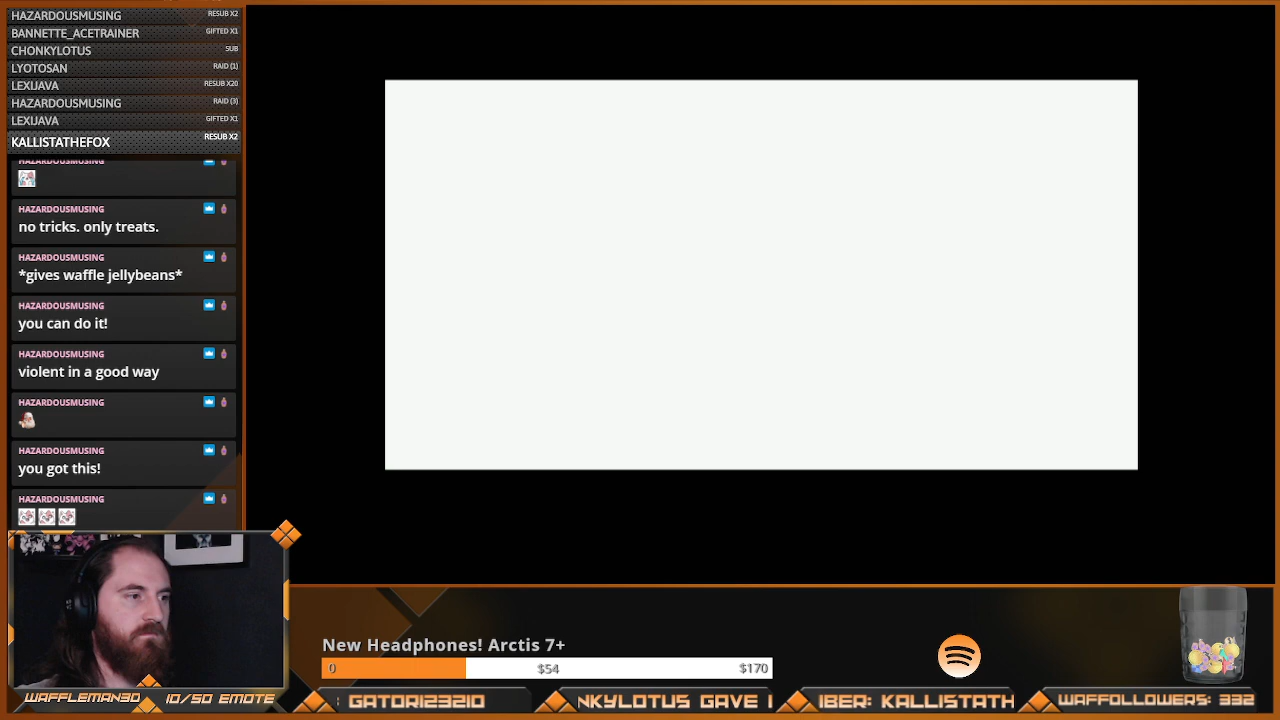 HAZARDOUSMUSING RESUB X2
BANNETTE_ACETRAINER GIFTED X1
CHONKYLOTUS SUB
LYOTOSAN RAID (1)
LEXIJAVA RESUB X20
HAZARDOUSMUSING RAID (3)
LEXIJAVA GIFTED X1
KALLISTATHEFOX RESUB X2
HAZARDOUSMUSING
HAZARDOUSMUSING
no tricks. only treats.
HAZARDOUSMUSING
*gives waffle jellybeans*
HAZARDOUSMUSING
you can do it!
HAZARDOUSMUSING
violent in a good way
HAZARDOUSMUSING
HAZARDOUSMUSING
you got this!
HAZARDOUSMUSING
New Headphones! Arctis 7+
0 $54 $170
WAFFLEMAN3D 10/50 EMOTE : GATOR123210 NKYLOTUS GAVE IBER: KALLISTATH WAFFOLLOWERS: 332